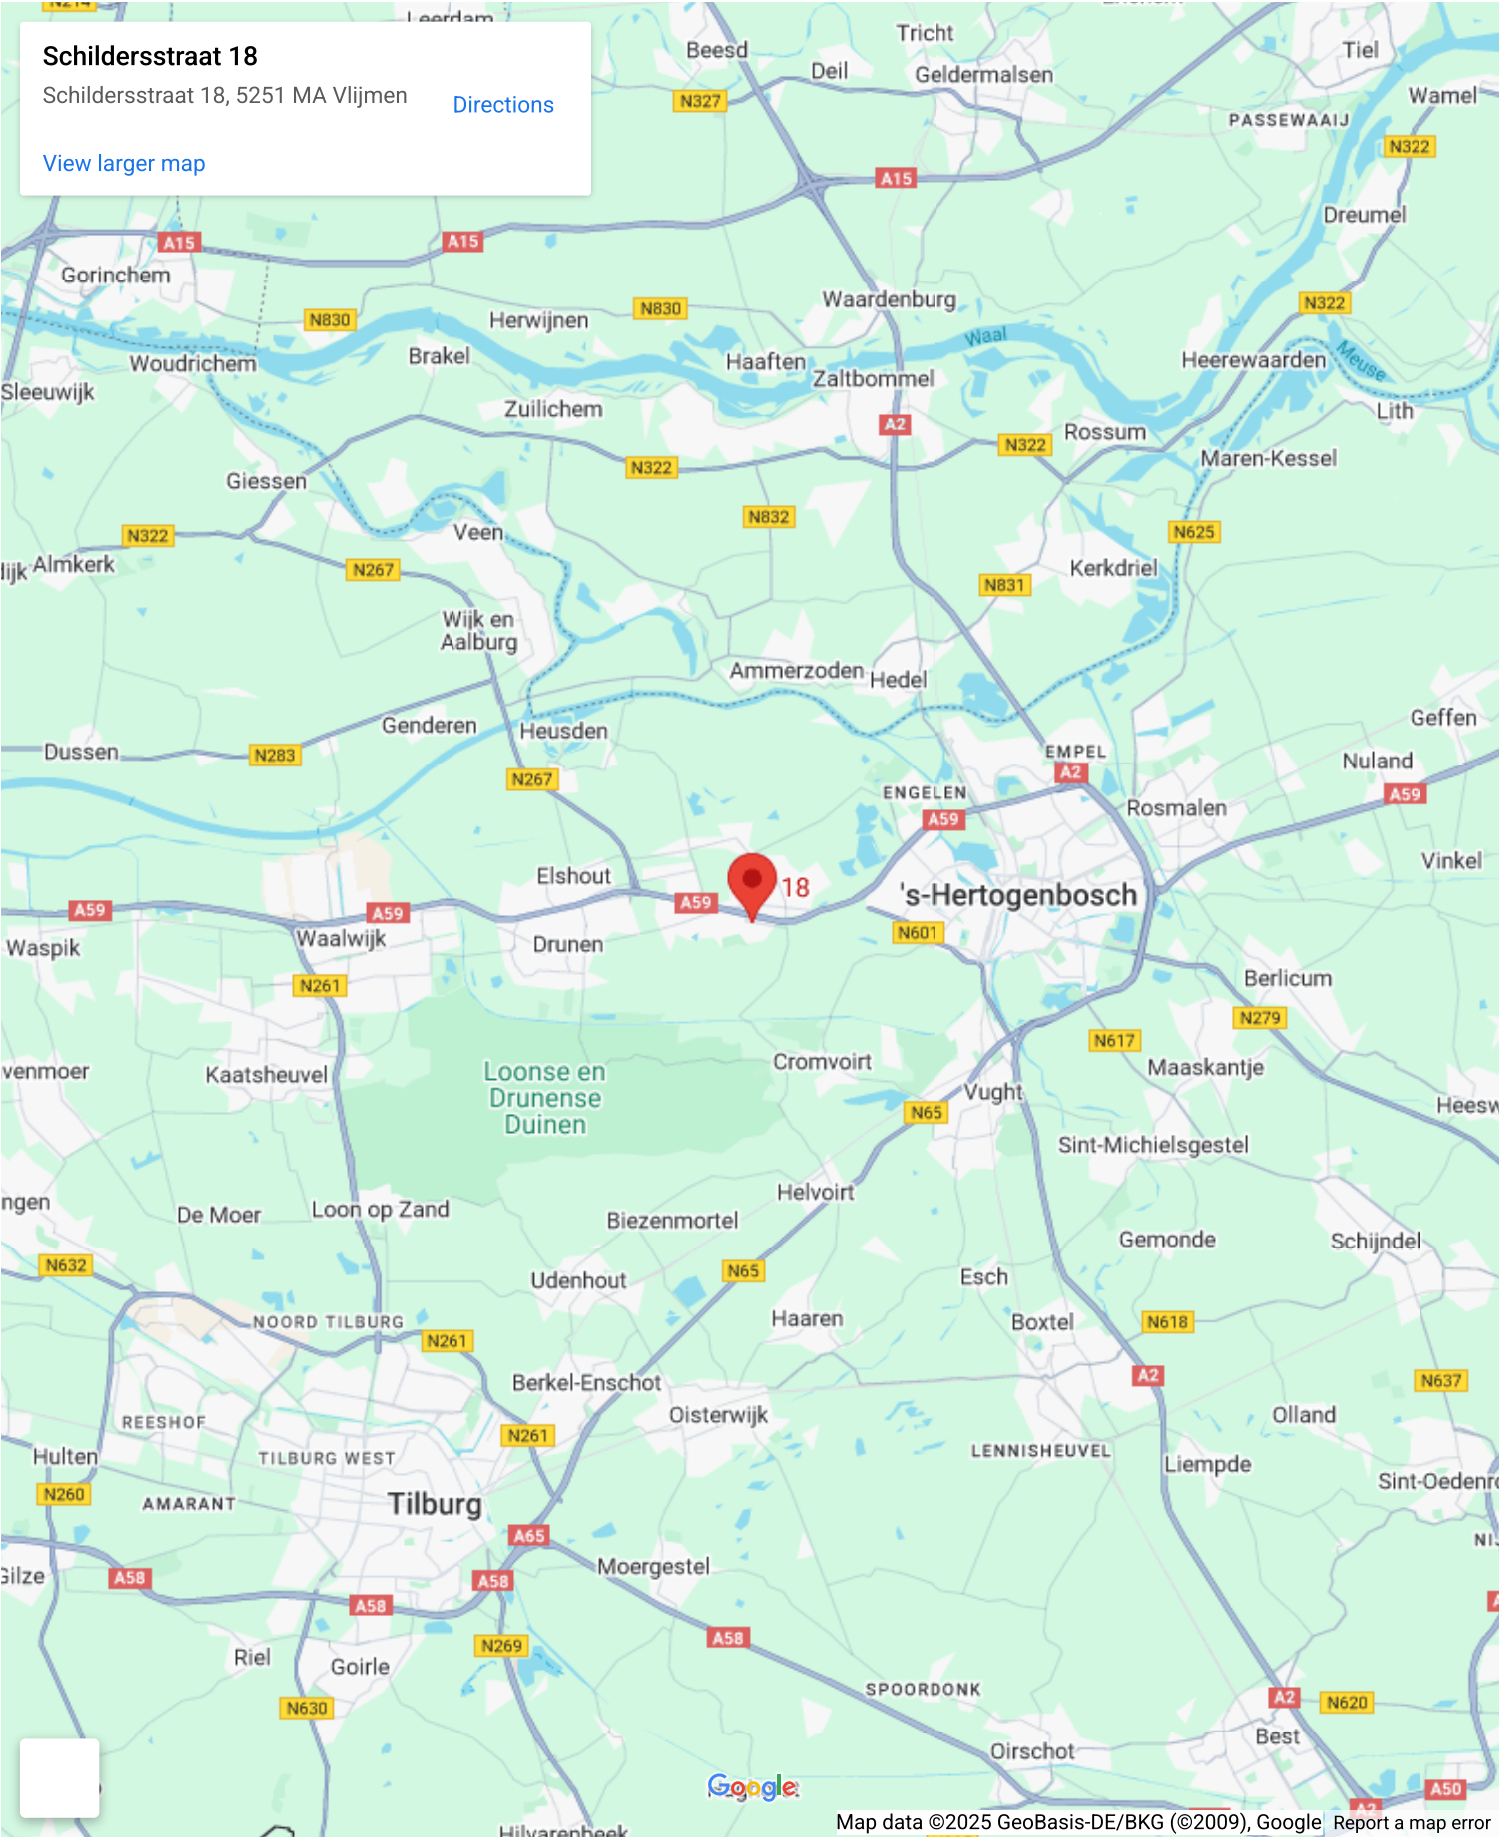 N214
Leerdam
Schildersstraat 18
Schildersstraat 18, 5251 MA Vlijmen
Directions
View larger map
Beesd
Tricht
Deil
Geldermalsen
Tiel
Wamel
N327
PASSEWAAIJ
N322
A15
Dreumel
A15
A15
Gorinchem
Waardenburg
N322
N830
Herwijnen
N830
Waal
Meuse
Woudrichem
Brakel
Haaften
Zaltbommel
Heerewaarden
Sleeuwijk
Zuilichem
A2
Lith
Rossum
N322
N322
Maren-Kessel
Giessen
N832
N322
Veen
N625
Almkerk
N267
Kerkdriel
N831
Wijk en
Aalburg
Ammerzoden
Hedel
Genderen
Heusden
Geffen
Dussen
N283
EMPEL
A2
Nuland
N267
ENGELEN
A59
Rosmalen
A59
Vinkel
Elshout
18
A59
's-Hertogenbosch
A59
A59
Waspik
Waalwijk
Drunen
N601
N261
Berlicum
N279
N617
venmoer
Kaatsheuvel
Loonse en
Drunense
Duinen
Cromvoirt
Maaskantje
Vught
N65
Heesw
Sint-Michielsgestel
ngen
De Moer
Loon op Zand
Helvoirt
Biezenmortel
Gemonde
Schijndel
N632
N65
Udenhout
Esch
NOORD TILBURG
N261
Haaren
Boxtel
N618
A2
N637
Berkel-Enschot
REESHOF
Oisterwijk
Olland
N261
Hulten
TILBURG WEST
LENNISHEUVEL
Liempde
N260
AMARANT
Tilburg
Sint-Oedenro
A65
Gilze
A58
A58
Moergestel
A58
A58
N269
Riel
Goirle
N630
SPOORDONK
A2
N620
Oirschot
Best
A50
A2
Google
Hilvarenbeek
Map data ©2025 GeoBasis-DE/BKG (©2009), Google
Report a map error